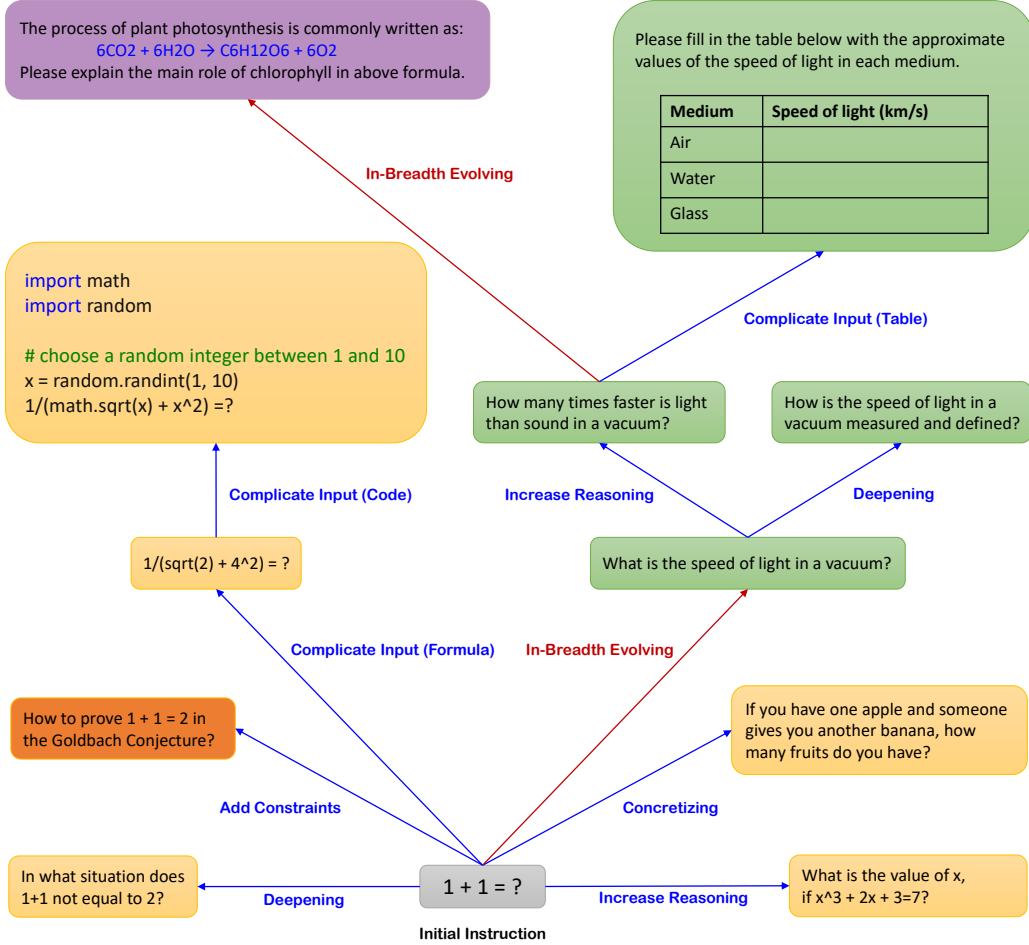 The process of plant photosynthesis is commonly written as:
6CO2 + 6H2O → C6H12O6 + 6O2
Please explain the main role of chlorophyll in above formula.
Please fill in the table below with the approximate
values of the speed of light in each medium.
Medium Speed of light (km/s)
Air
Water
Glass
In-Breadth Evolving
import math
import random
# choose a random integer between 1 and 10
x = random.randint(1, 10)
1/(math.sqrt(x) + x^2) =?
Complicate Input (Table)
How many times faster is light
than sound in a vacuum?
How is the speed of light in a
vacuum measured and defined?
Complicate Input (Code)
Increase Reasoning
Deepening
1/(sqrt(2) + 4^2) = ?
What is the speed of light in a vacuum?
Complicate Input (Formula)
In-Breadth Evolving
How to prove 1 + 1 = 2 in
the Goldbach Conjecture?
If you have one apple and someone
gives you another banana, how
many fruits do you have?
Add Constraints
Concretizing
In what situation does
1+1 not equal to 2?
Deepening
1 + 1 = ?
Increase Reasoning
What is the value of x,
if x^3 + 2x + 3=7?
Initial Instruction